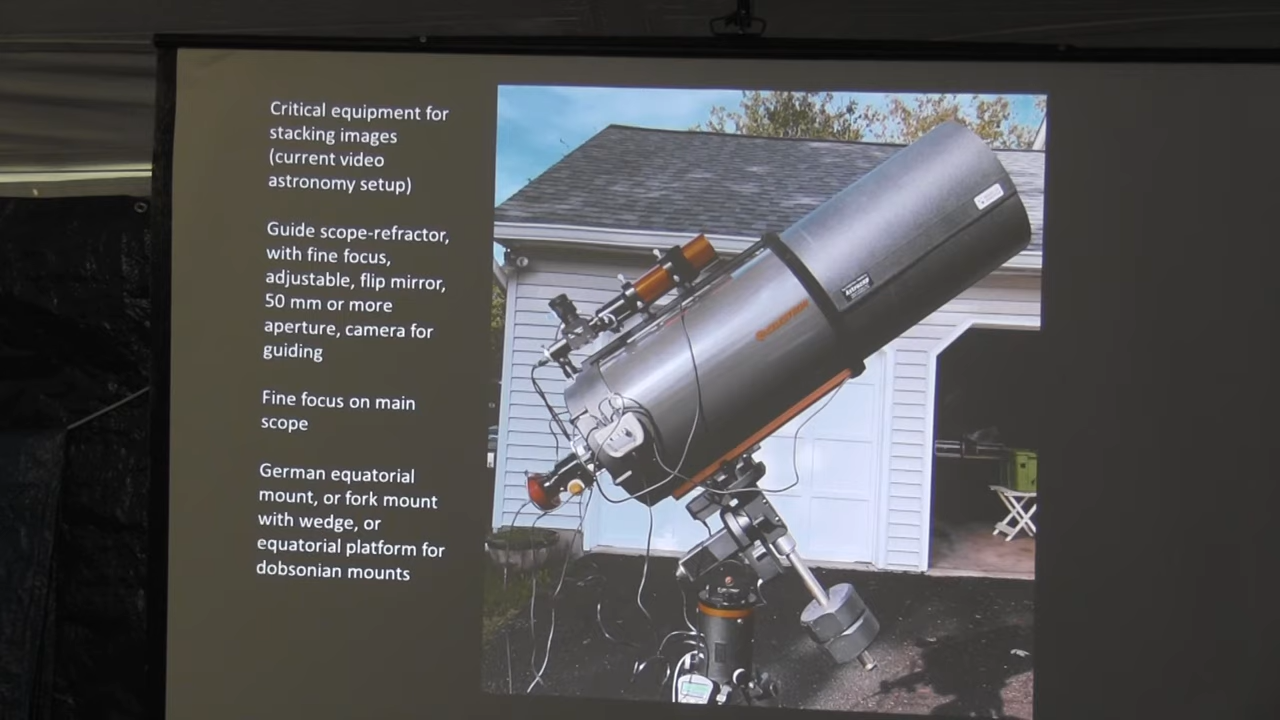 Critical equipment for
stacking images
(current video
astronomy setup)
Guide scope-refractor,
with fine focus,
adjustable, flip mirror,
50 mm or more
aperture, camera for
guiding
Fine focus on main
scope
German equatorial
mount, or fork mount
with wedge, or
equatorial platform for
dobsonian mounts